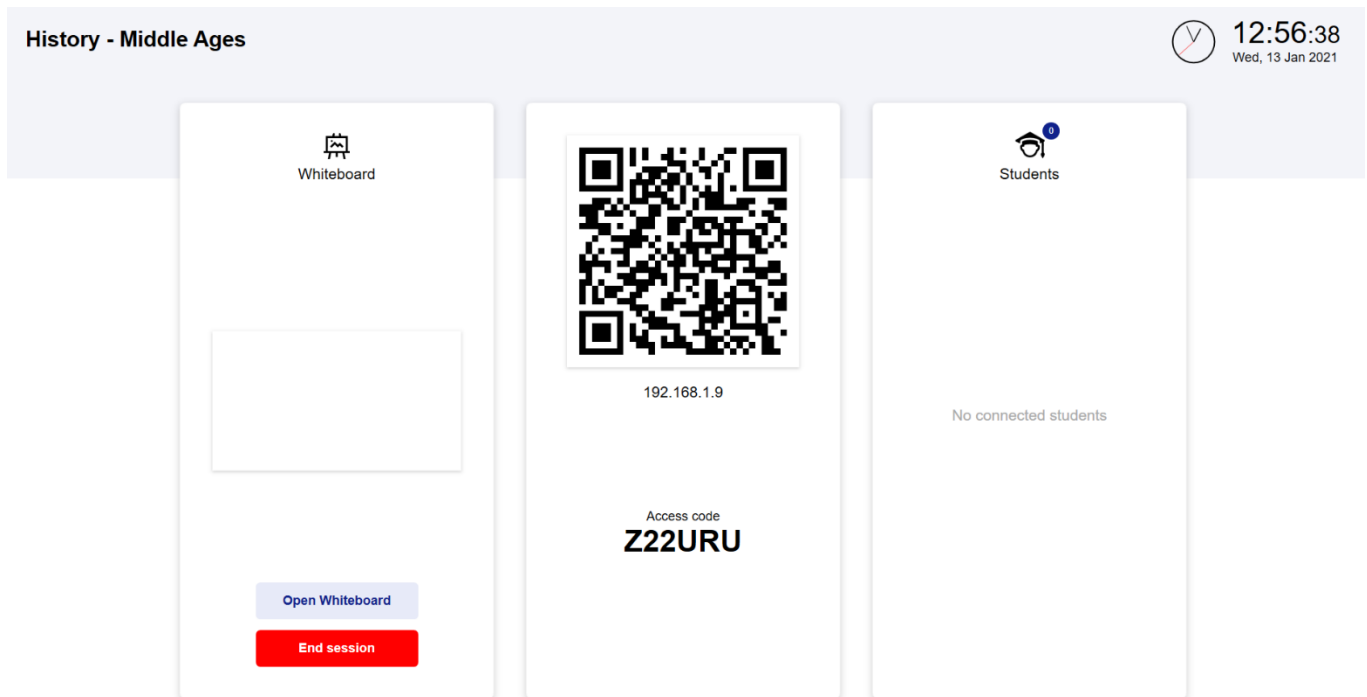 History - Middle Ages
12:56:38
Wed, 13 Jan 2021
Whiteboard
Open Whiteboard
End session
192.168.1.9
Access code
Z22URU
0
Students
No connected students